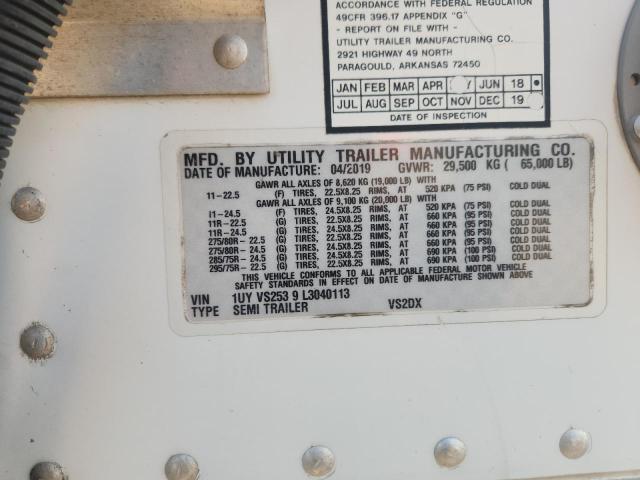 ACCORDANCE WITH FEDERAL REGULATION
49CFR 396.17 APPENDIX "G"
- REPORT ON FILE WITH -
UTILITY TRAILER MANUFACTURING CO.
2921 HIGHWAY 49 NORTH
PARAGOULD, ARKANSAS 72450
JAN FEB MAR APR JUN 18
JUL AUG SEP OCT NOV DEC 19
DATE OF INSPECTION
MFD. BY UTILITY TRAILER MANUFACTURING CO.
DATE OF MANUFACTURE: 04/2019 GVWR: 29,500 KG ( 65,000 LB)
GAWR ALL AXLES OF 8,620 KG (19,000 LB) WITH
11-22.5 (F) TIRES, 22.5X8.25 RIMS, AT 520 KPA (75 PSI) COLD DUAL
GAWR ALL AXLES OF 9,100 KG (20,000 LB) WITH
11-24.5 (F) TIRES, 24.5X8.25 RIMS, AT 520 KPA (75 PSI) COLD DUAL
11R-22.5 (G) TIRES, 22.5X8.25 RIMS, AT 660 KPA (95 PSI) COLD DUAL
11R-24.5 (G) TIRES, 24.5X8.25 RIMS, AT 660 KPA (95 PSI) COLD DUAL
275/80R- 22.5 (G) TIRES, 22.5X8.25 RIMS, AT 660 KPA (95 PSI) COLD DUAL
275/80R- 24.5 (G) TIRES, 24.5X8.25 RIMS, AT 660 KPA (95 PSI) COLD DUAL
285/75R- 24.5 (G) TIRES, 24.5X8.25 RIMS, AT 690 KPA (100 PSI) COLD DUAL
295/75R- 22.5 (G) TIRES, 22.5X8.25 RIMS, AT 690 KPA (100 PSI) COLD DUAL
THIS VEHICLE CONFORMS TO ALL APPLICABLE FEDERAL MOTOR VEHICLE
SAFETY STANDARDS IN EFFECT ON DATE OF MANUFACTURE SHOWN ABOVE
VIN 1UY VS253 9 L3040113
TYPE SEMI TRAILER VS2DX